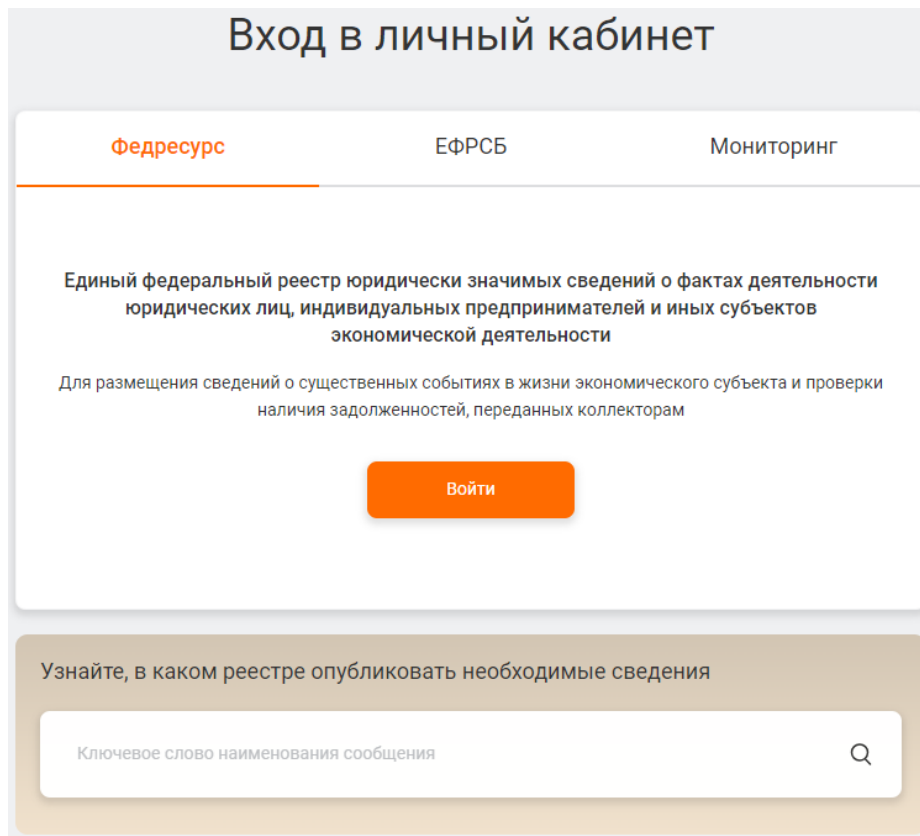 Вход в личный кабинет
Федресурс
ЕФРСБ
Мониторинг
Единый федеральный реестр юридически значимых сведений о фактах деятельности
юридических лиц, индивидуальных предпринимателей и иных субъектов
экономической деятельности
Для размещения сведений о существенных событиях в жизни экономического субъекта и проверки
наличия задолженностей, переданных коллекторам
Войти
Узнайте, в каком реестре опубликовать необходимые сведения
Ключевое слово наименования сообщения